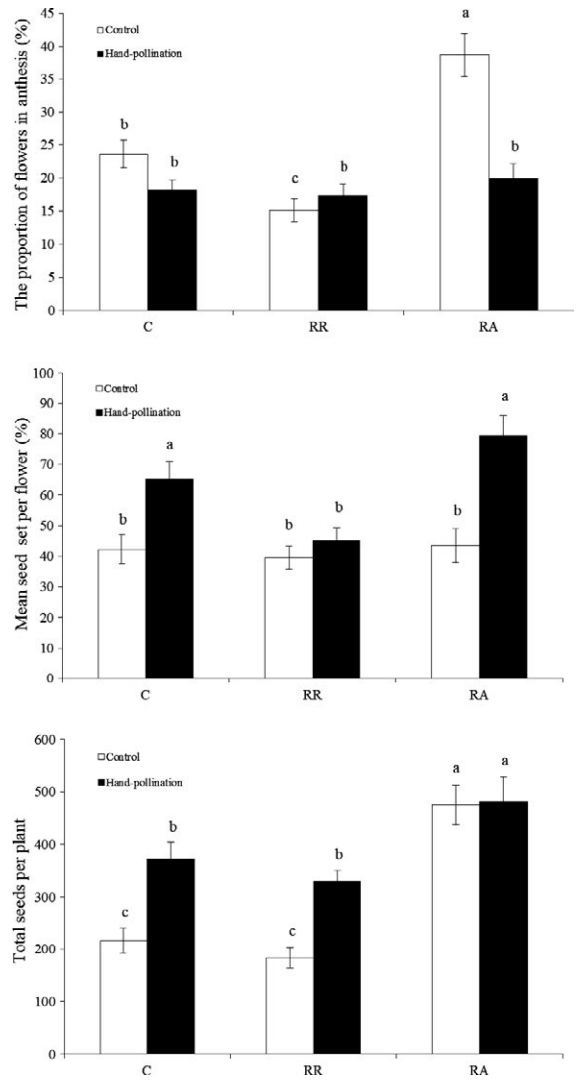 The proportion of flowers in anthesis (%)
45
40
35
30
25
20
15
10
5
0
Control
Hand-pollination
b
b
c
b
a
b
C
RR
RA
Mean seed set per flower (%)
100
90
80
70
60
50
40
30
20
10
0
Control
Hand-pollination
b
a
b
b
b
a
C
RR
RA
Total seeds per plant
600
500
400
300
200
100
0
Control
Hand-pollination
c
b
c
b
a
a
C
RR
RA